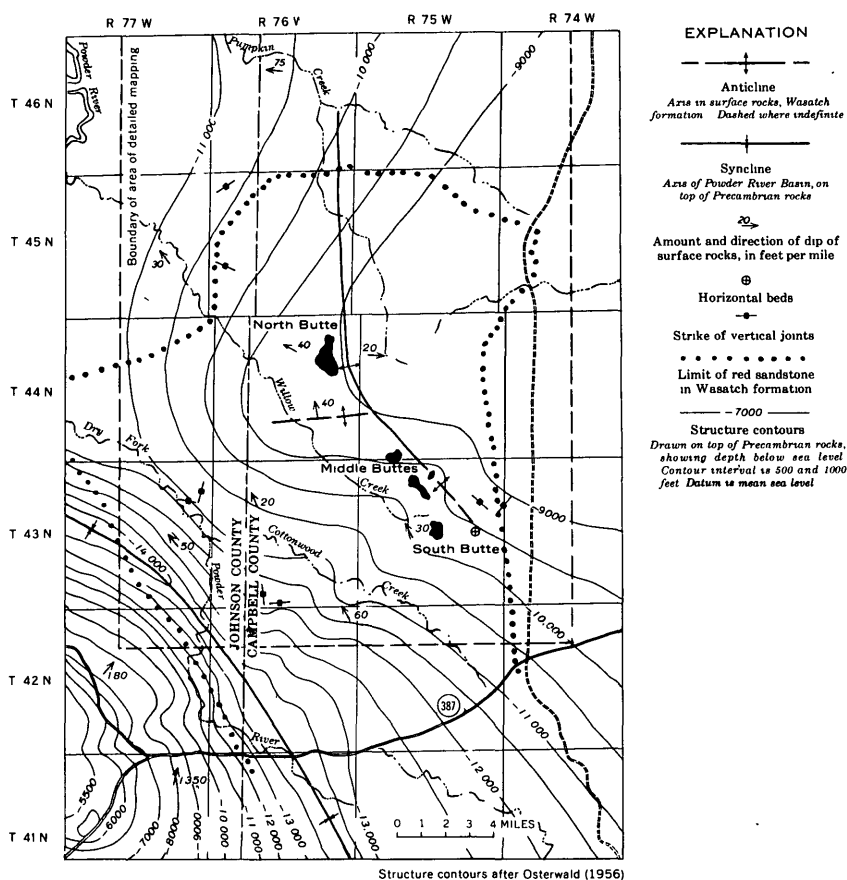 R 77 W
R 76 V
R 75W
R 74 W
T 46 N
T 45 N
T 44 N
T 43 N
T 42 N
T 41 N
Powder
River
Pumpkin
Creek
75
10 000
-9000
-11 000
Boundary of area of detailed mapping
30
North Butte
40
20
Willow
40
Dry
Fork
Middle Buttes
Creek
20
30
-9000
South Butte
50
Cottonwood
Creek
-14 000
Powder
JOHNSON COUNTY
CAMPBELL COUNTY
60
10.000
180
387
River
-11 000
1350
-12 000
-5500
-6000
-7000
-8000
-9000
-10 000
-11 000
-12 000
-13 000
-13.000
0 1 2 3 4 MILES
EXPLANATION
Anticline
Axis in surface rocks, Wasatch
formation Dashed where indefinite
Syncline
Axis of Powder River Basin, on
top of Precambrian rocks
20
Amount and direction of dip of
surface rocks, in feet per mile
Horizontal beds
Strike of vertical joints
Limit of red sandstone
in Wasatch formation
-7000
Structure contours
Drawn on top of Precambrian rocks,
showing depth below sea level
Contour interval is 500 and 1000
feet Datum is mean sea level
Structure contours after Osterwald (1956)